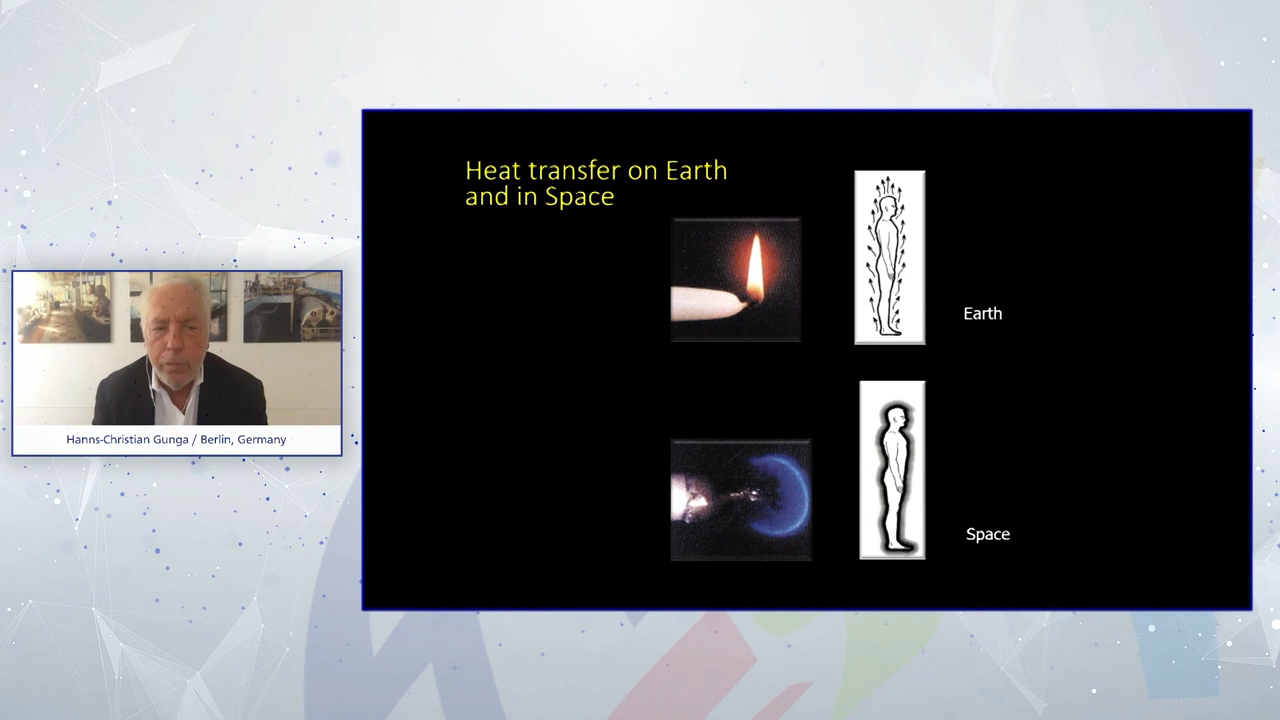 Heat transfer on Earth
and in Space
Earth
Space
Hanns-Christian Gunga / Berlin, Germany